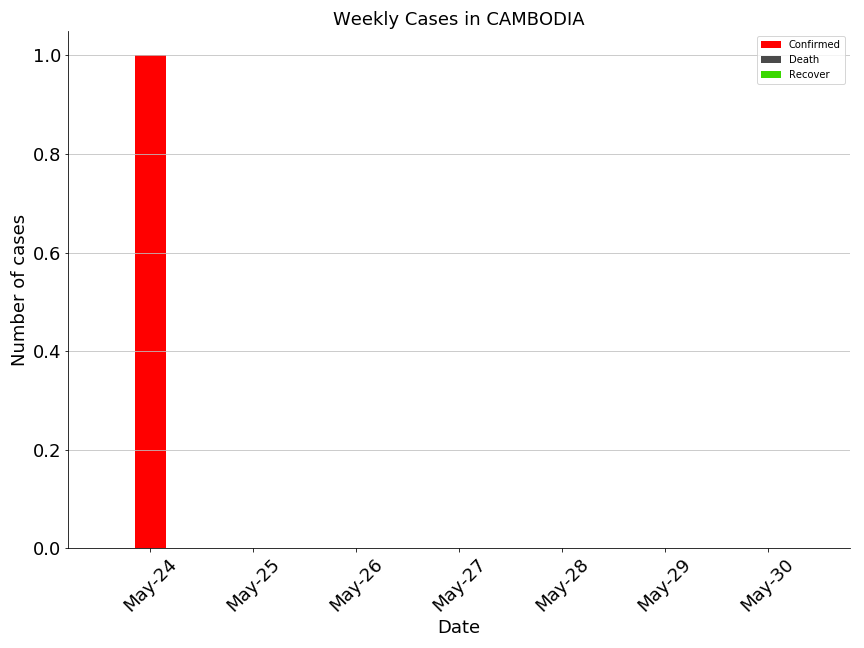 Weekly Cases in CAMBODIA
Confirmed
Death
Recover
Number of cases
1.0
0.8
0.6
0.4
0.2
0.0
May-24
May-25
May-26
May-27
May-28
May-29
May-30
Date